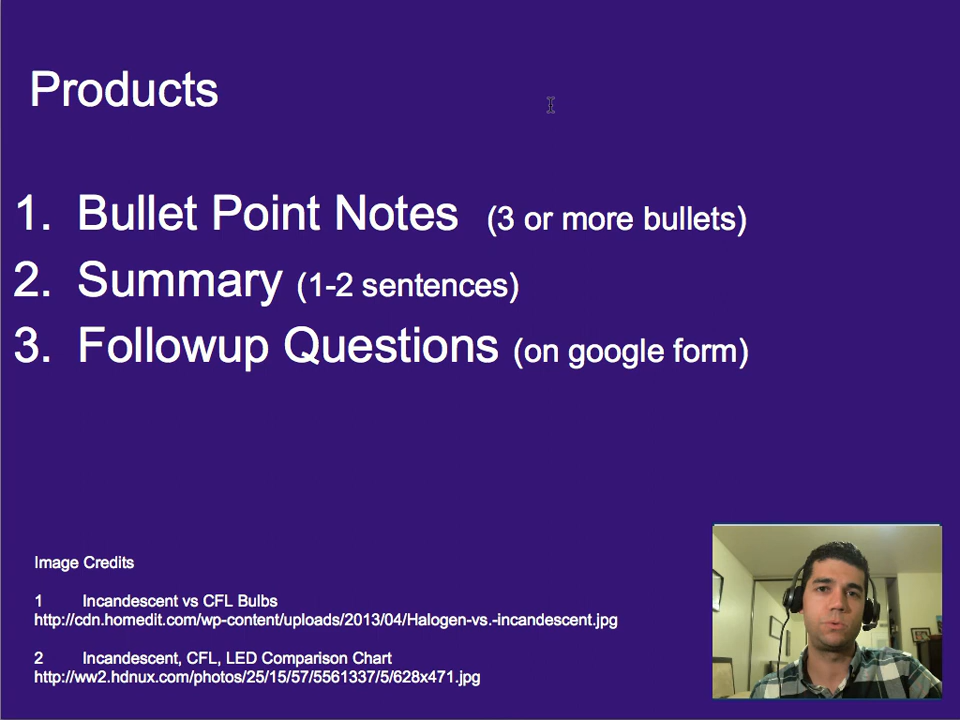 Products
1. Bullet Point Notes (3 or more bullets)
2. Summary (1-2 sentences)
3. Followup Questions (on google form)
Image Credits
1 Incandescent vs CFL Bulbs
http://cdn.homedit.com/wp-content/uploads/2013/04/Halogen-vs.-incandescent.jpg
2 Incandescent, CFL, LED Comparison Chart
http://ww2.hdnux.com/photos/25/15/57/5561337/5/628x471.jpg